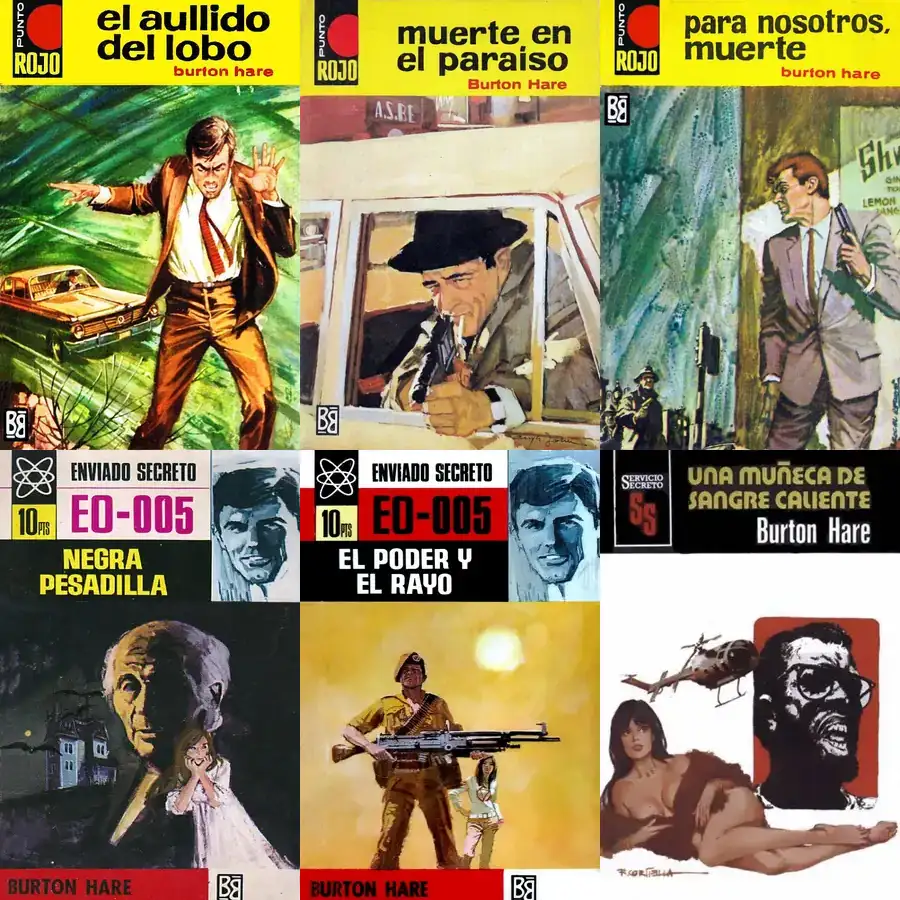 PUNTO
ROJO
el aullido
del lobo
burton hare
BB
PUNTO
ROJO
muerte en
el paraiso
Burton Hare
A.S.BE
BB
PUNTO
ROJO
para nosotros,
muerte
burton hare
BB
LEMON
ENVIADO SECRETO
EO-005
10 PTS
NEGRA
PESADILLA
BURTON HARE
BB
ENVIADO SECRETO
EO-005
10 PTS
EL PODER Y
EL RAYO
BURTON HARE
BB
SERVICIO
SECRETO
SS
UNA MUÑECA DE
SANGRE CALIENTE
Burton Hare